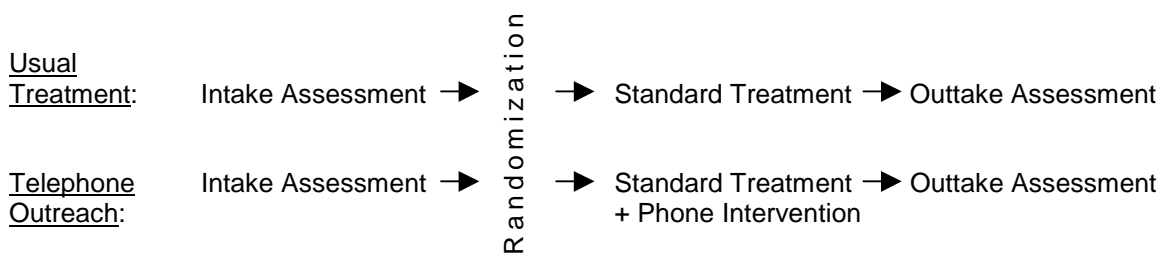 Usual
Treatment: Intake Assessment Standard Treatment Outtake Assessment
Randomization
Telephone Intake Assessment Standard Treatment Outtake Assessment
Outreach: + Phone Intervention